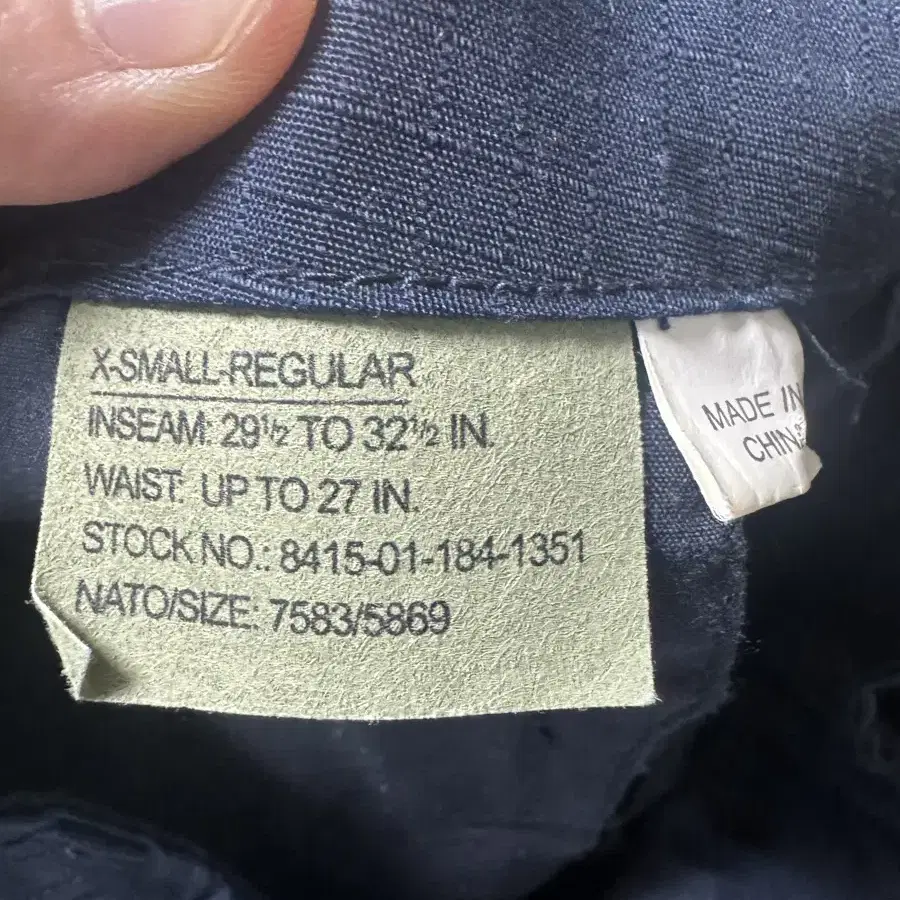 X-SMALL-REGULAR
INSEAM: 29½ TO 32½ IN.
WAIST: UP TO 27 IN.
STOCK NO.: 8415-01-184-1351
NATO/SIZE: 7583/5869
MADE IN
CHINA